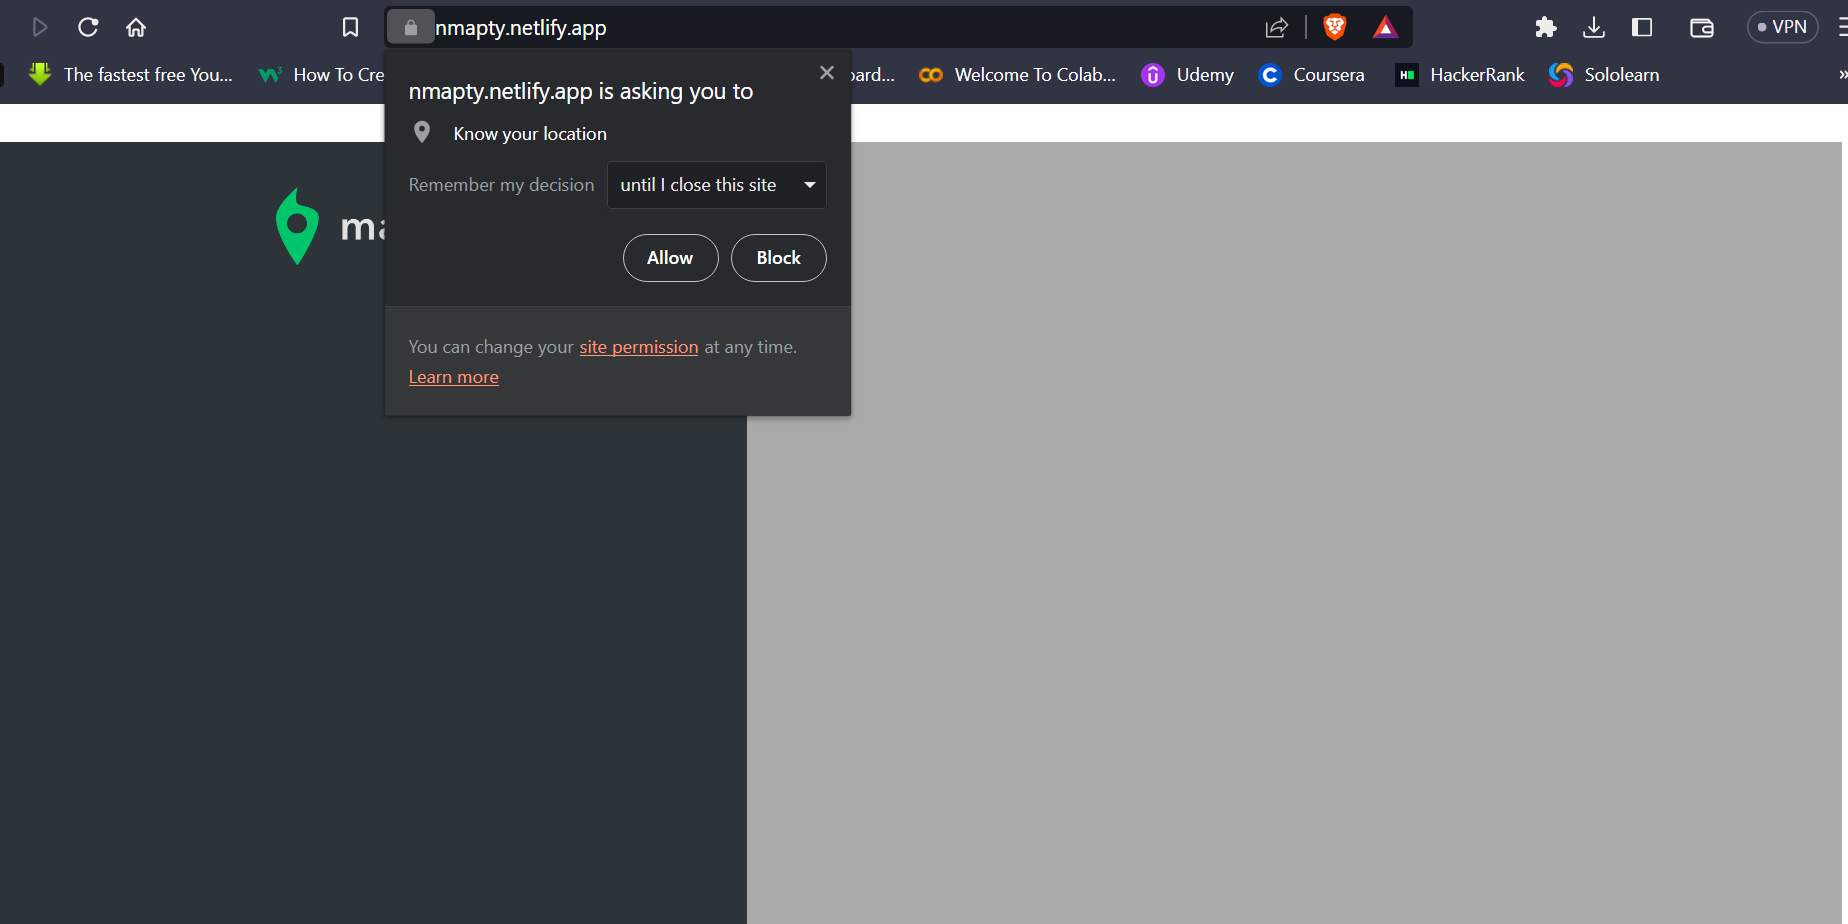 nmapty.netlify.app
VPN
The fastest free You...
How To Cre
oard...
Welcome To Colab...
Udemy
Coursera
HackerRank
Sololearn
nmapty.netlify.app is asking you to
Know your location
Remember my decision until I close this site
Allow Block
You can change your site permission at any time.
Learn more
ma